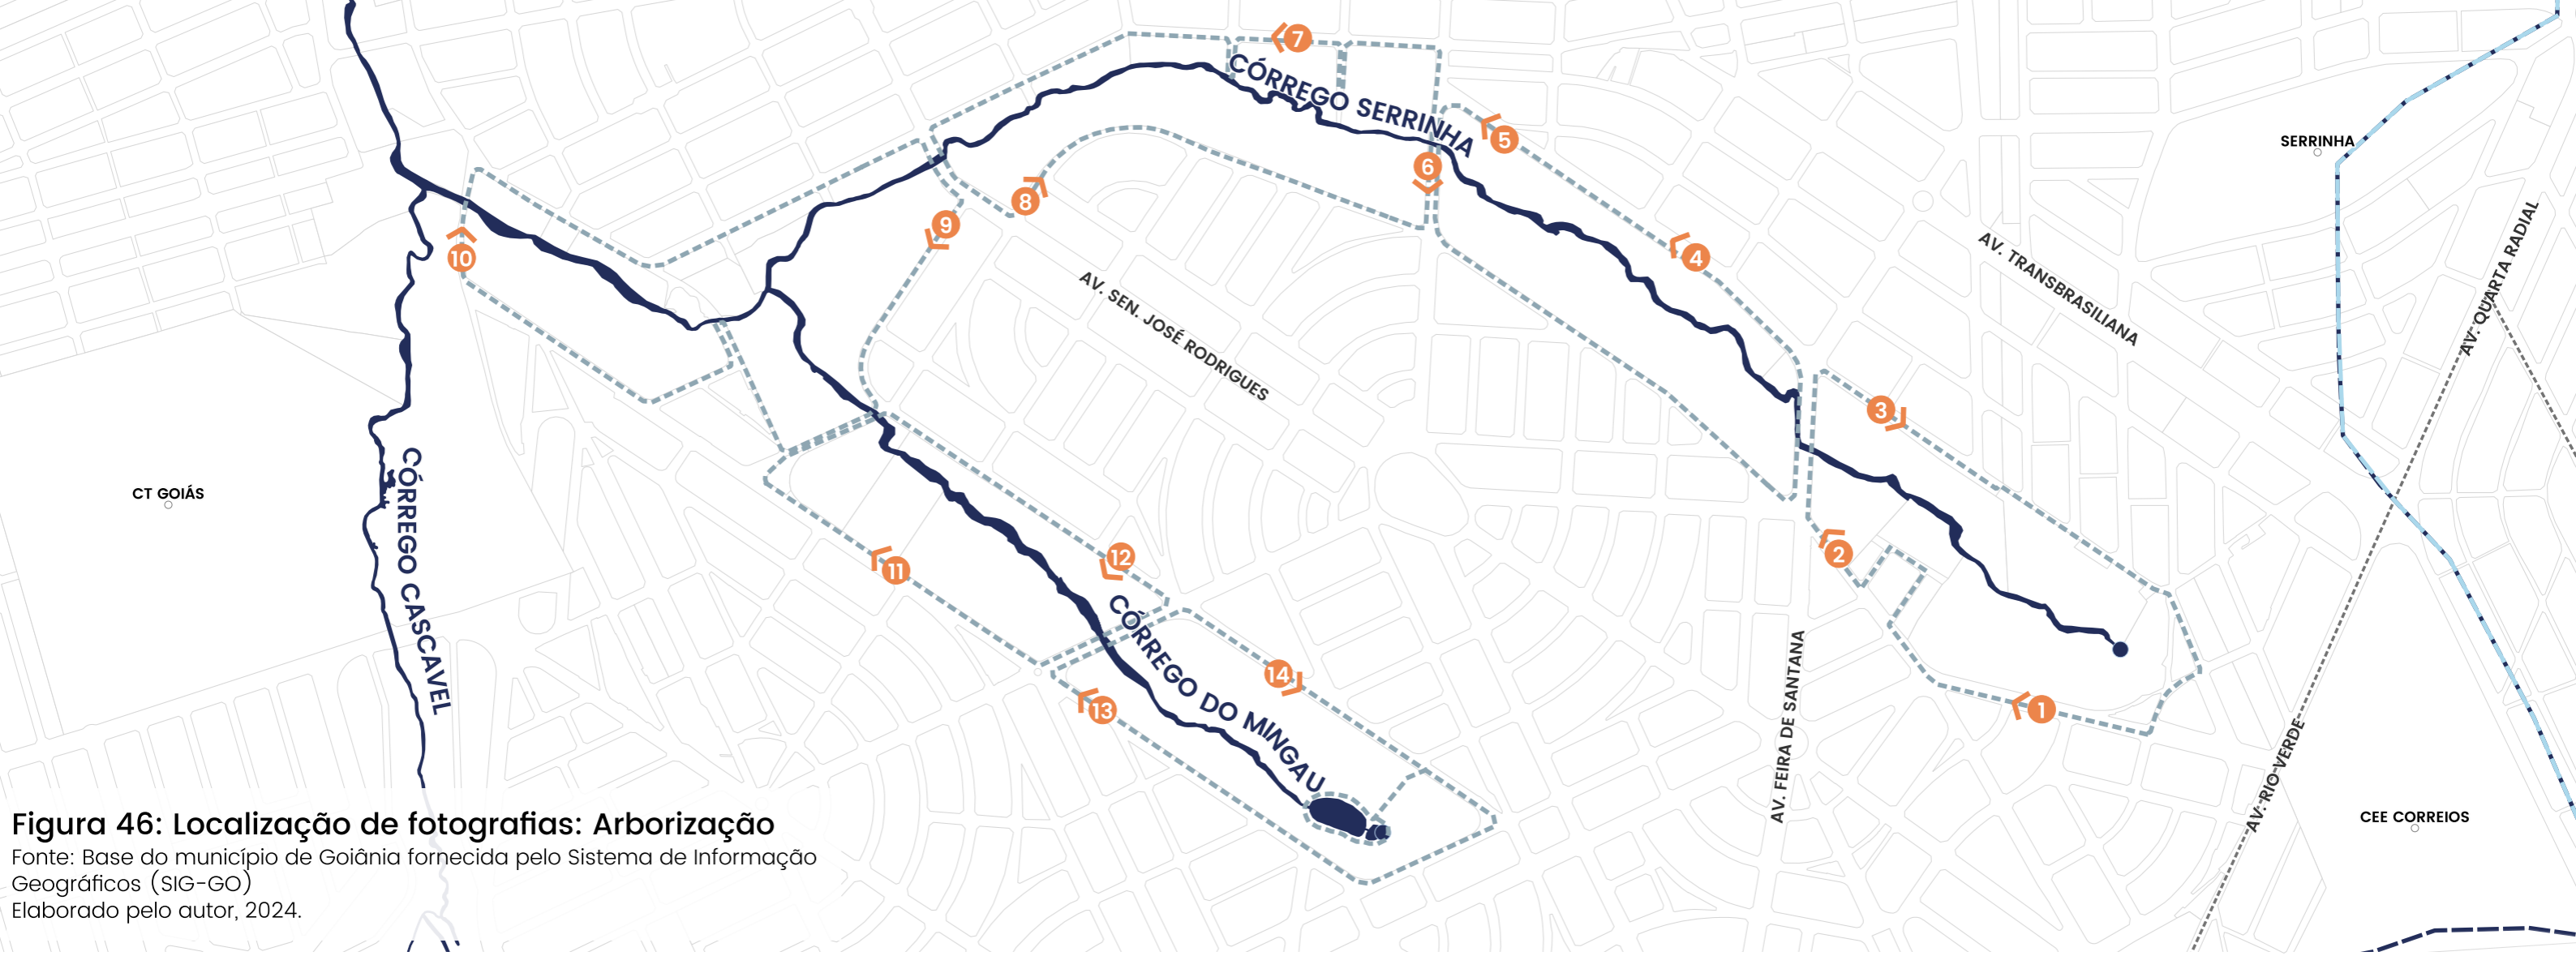 7
CÓRREGO SERRINHA
5
SERRINHA
6
8
9
4
10
AV. TRANSBRASILIANA
AV. QUARTA RADIAL
AV. SEN. JOSÉ RODRIGUES
3
CT GOIÁS
CÓRREGO CASCAVEL
2
12
11
CÓRREGO DO MINGAU
14
13
1
AV. FEIRA DE SANTANA
AV. RIO VERDE
CEE CORREIOS
Figura 46: Localização de fotografias: Arborização
Fonte: Base do município de Goiânia fornecida pelo Sistema de Informação
Geográficos (SIG-GO)
Elaborado pelo autor, 2024.